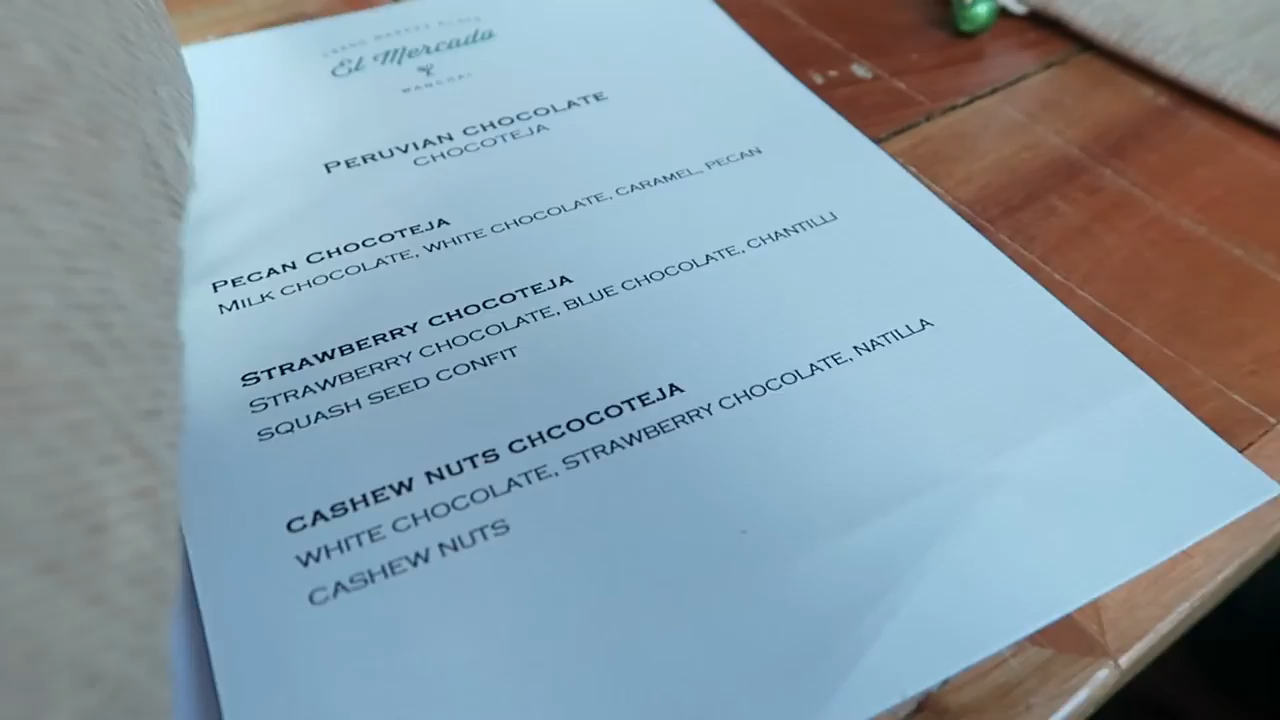 El Mercado
PERUVIAN CHOCOLATE
CHOCOTEJA
PECAN CHOCOTEJA
MILK CHOCOLATE, WHITE CHOCOLATE, CARAMEL, PECAN
STRAWBERRY CHOCOTEJA
STRAWBERRY CHOCOLATE, BLUE CHOCOLATE, CHANTILLI
SQUASH SEED CONFIT
CASHEW NUTS CHCOCOTEJA
WHITE CHOCOLATE, STRAWBERRY CHOCOLATE, NATILLA
CASHEW NUTS